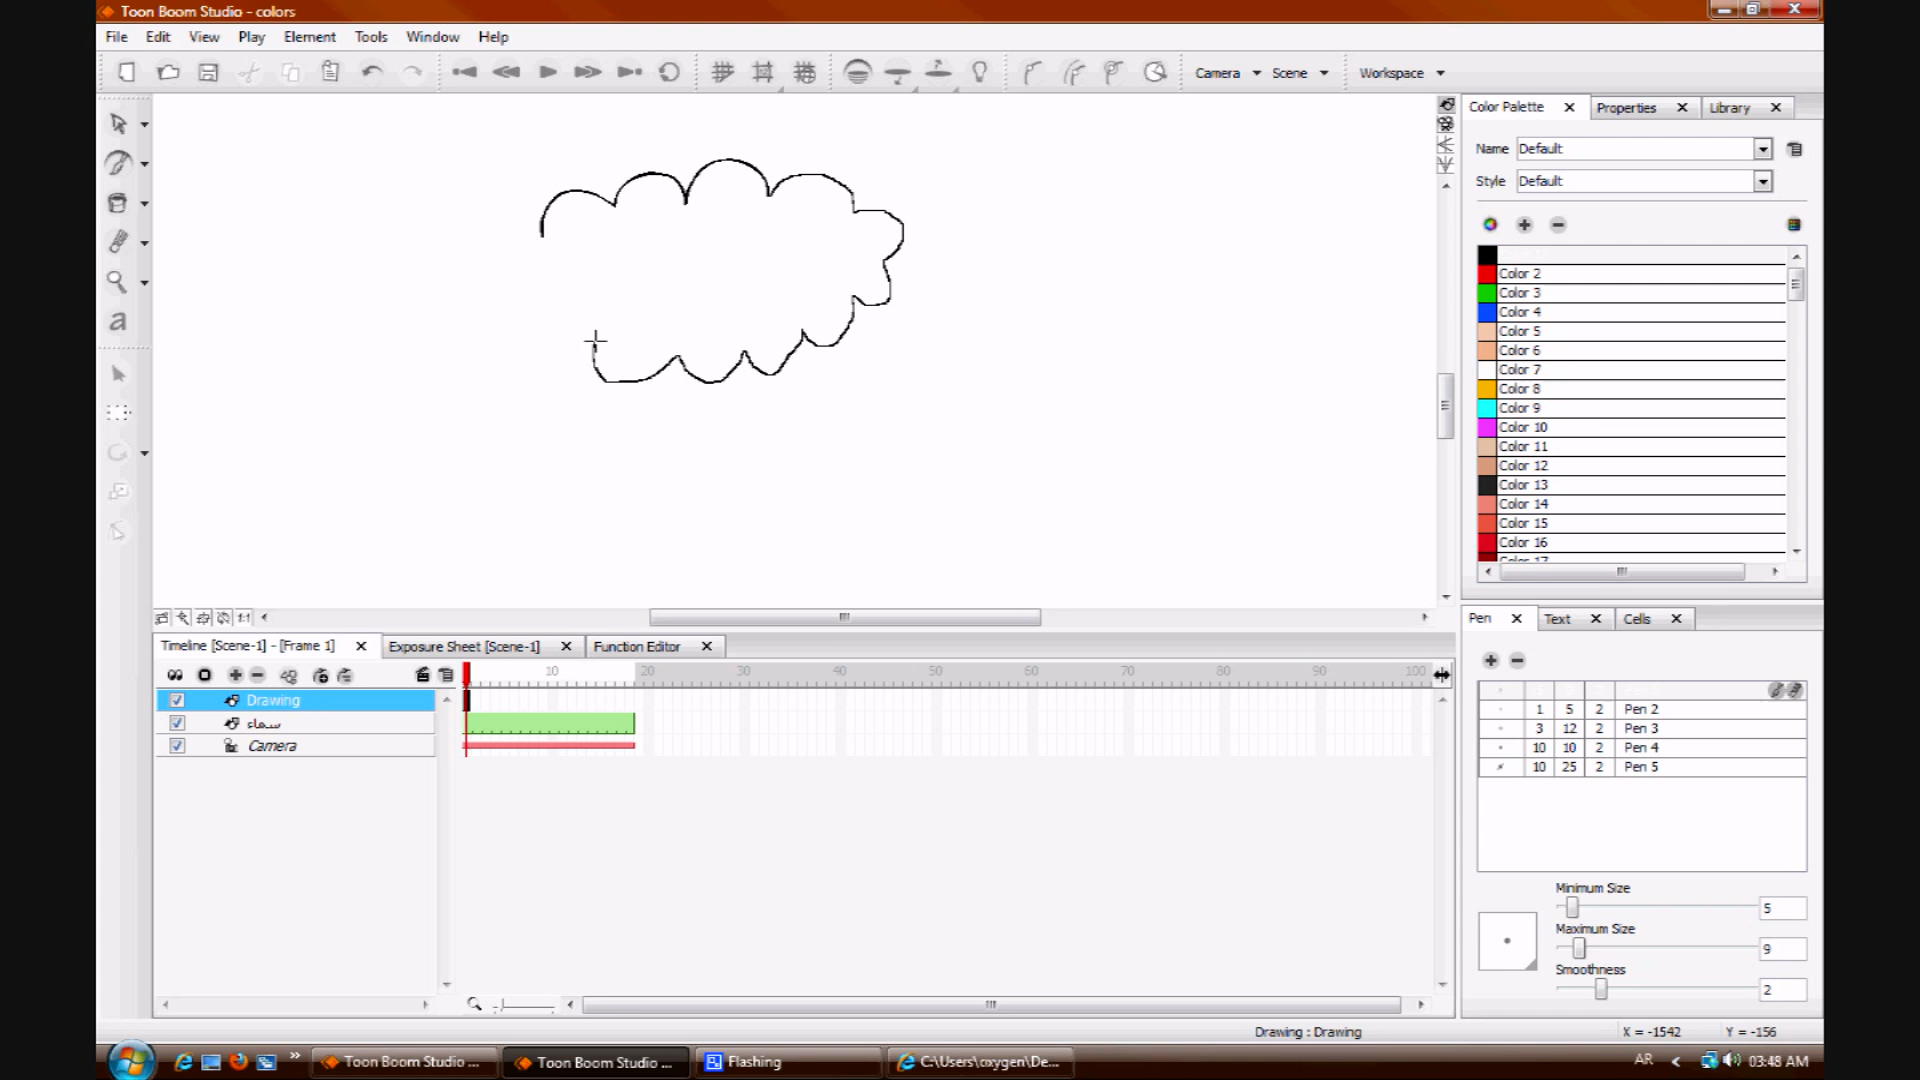 Toon Boom Studio - colors
File Edit View Play Element Tools Window Help
Camera Scene Workspace
Color Palette Properties Library
Name Default
Style Default
Color 2
Color 3
Color 4
Color 5
Color 6
Color 7
Color 8
Color 9
Color 10
Color 11
Color 12
Color 13
Color 14
Color 15
Color 16
Color 17
1:1
Pen Text Cells
1 5 2 Pen 2
3 12 2 Pen 3
10 10 2 Pen 4
10 25 2 Pen 5
Minimum Size
5
Maximum Size
9
Smoothness
2
Timeline [Scene-1] - [Frame 1] Exposure Sheet [Scene-1] Function Editor
10 20 30 40 50 60 70 80 90 100
Drawing
سماء
Camera
Drawing : Drawing X = -1542 Y = -156
Toon Boom Studio ... Toon Boom Studio ... Flashing C:\Users\oxygen\De... AR 03:48 AM